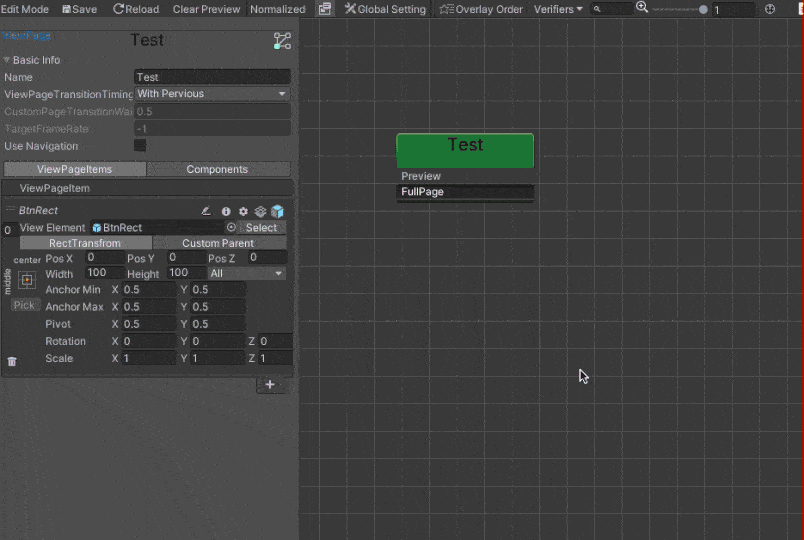 Edit Mode Save Reload Clear Preview Normalized Global Setting Overlay Order Verifiers 1
Test
Basic Info
Name Test
ViewPageTransitionTiming With Pervious
CustomPageTransitionWai 0.5
TargetFrameRate -1
Use Navigation
ViewPageItems Components
ViewPageItem
BtnRect
0 View Element BtnRect Select
RectTransfrom Custom Parent
center Pos X 0 Pos Y 0 Pos Z 0
middle Width 100 Height 100 All
Anchor Min X 0.5 Y 0.5
Pick Anchor Max X 0.5 Y 0.5
Pivot X 0.5 Y 0.5
Rotation X 0 Y 0 Z 0
Scale X 1 Y 1 Z 1
+
Test
Preview
FullPage